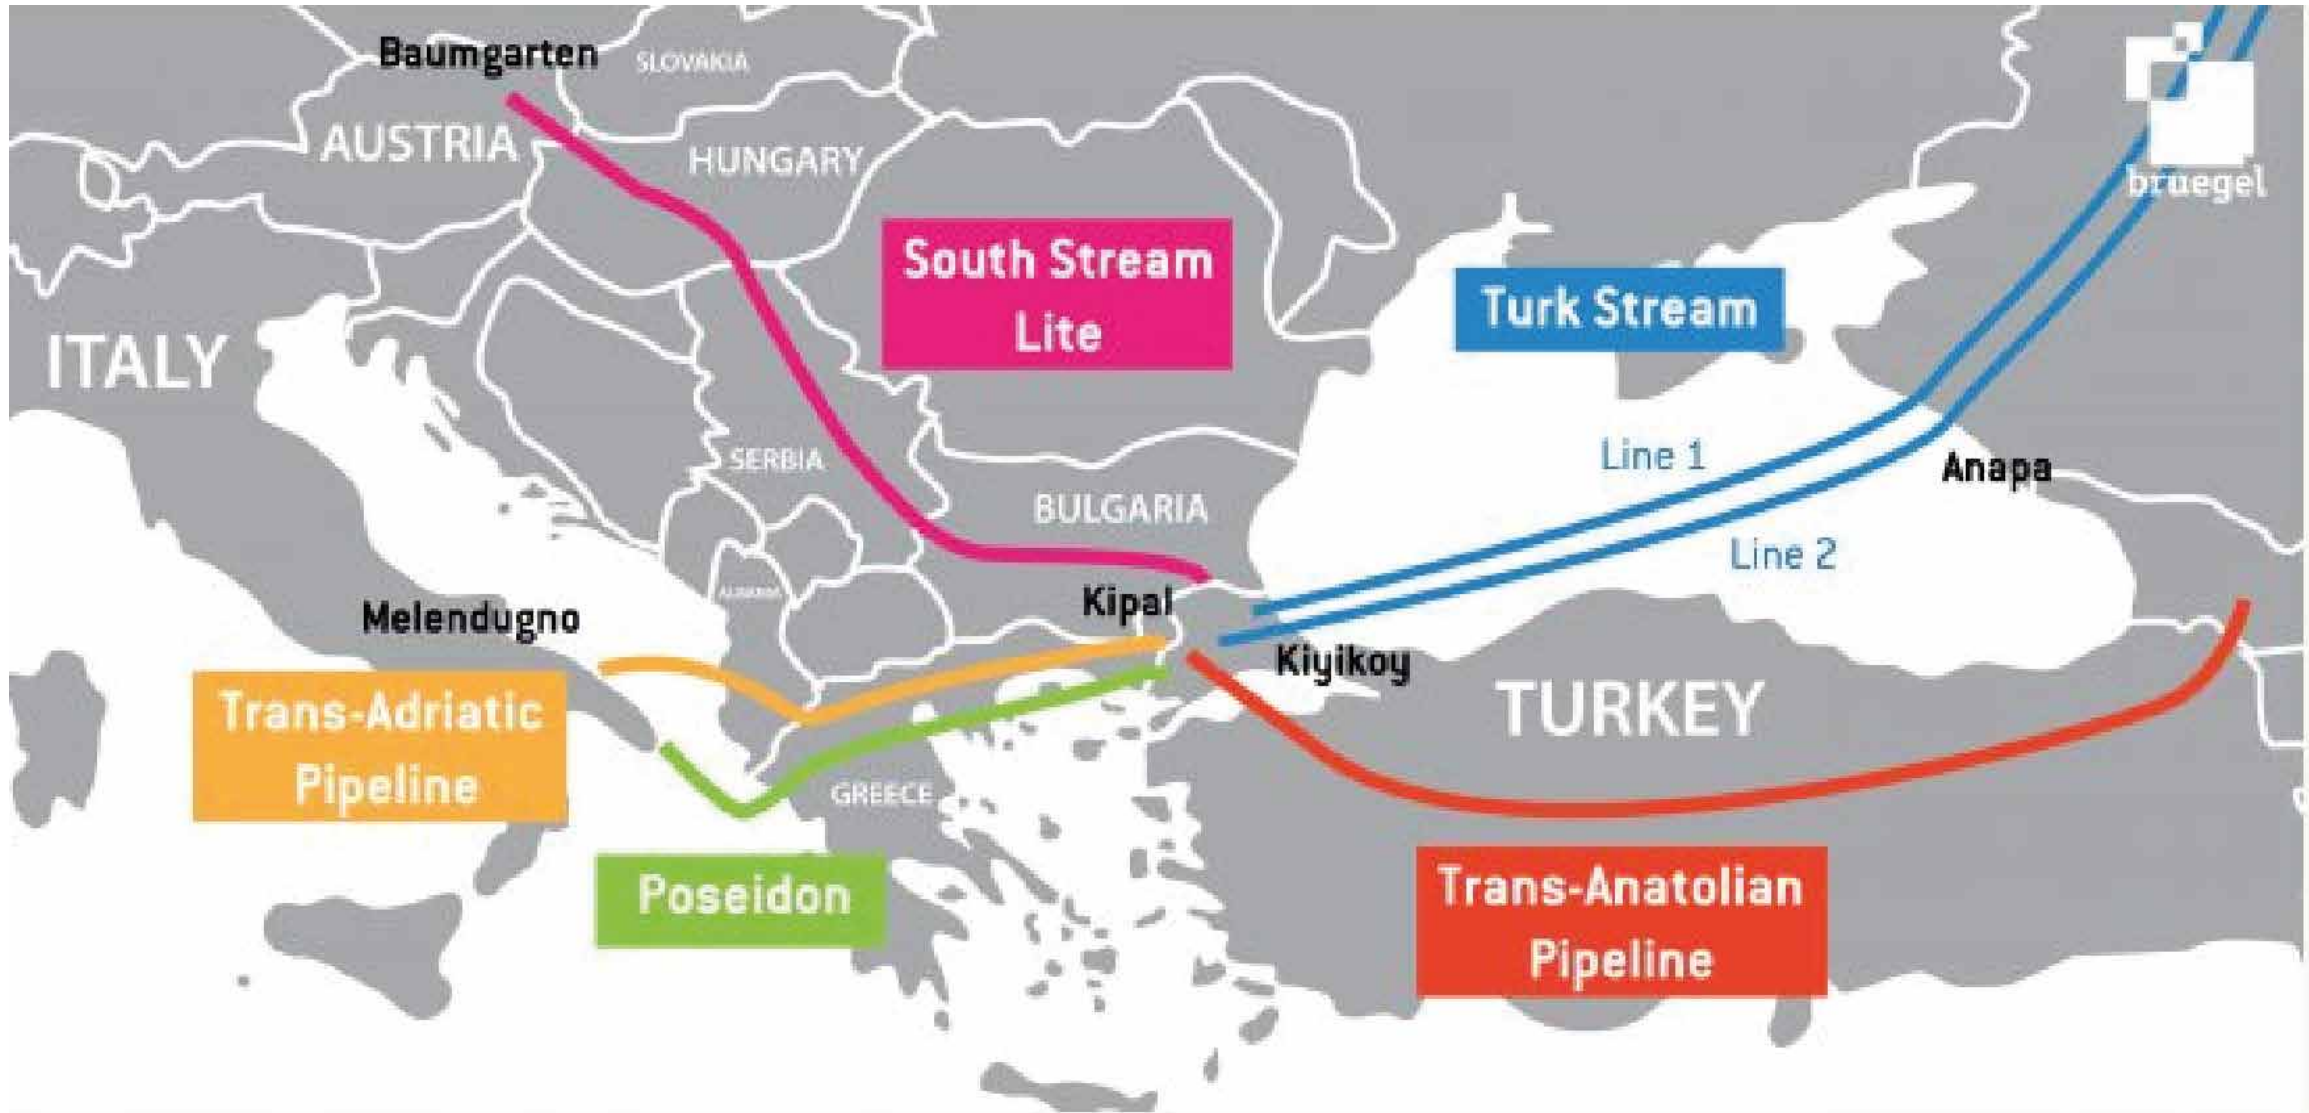 Baumgarten
SLOVAKIA
AUSTRIA
HUNGARY
bruegel
South Stream
Lite
Turk Stream
ITALY
Line 1
SERBIA
Anapa
BULGARIA
Line 2
ALBANIA
Kipal
Melendugno
Kiyikoy
Trans-Adriatic
Pipeline
TURKEY
GREECE
Poseidon
Trans-Anatolian
Pipeline